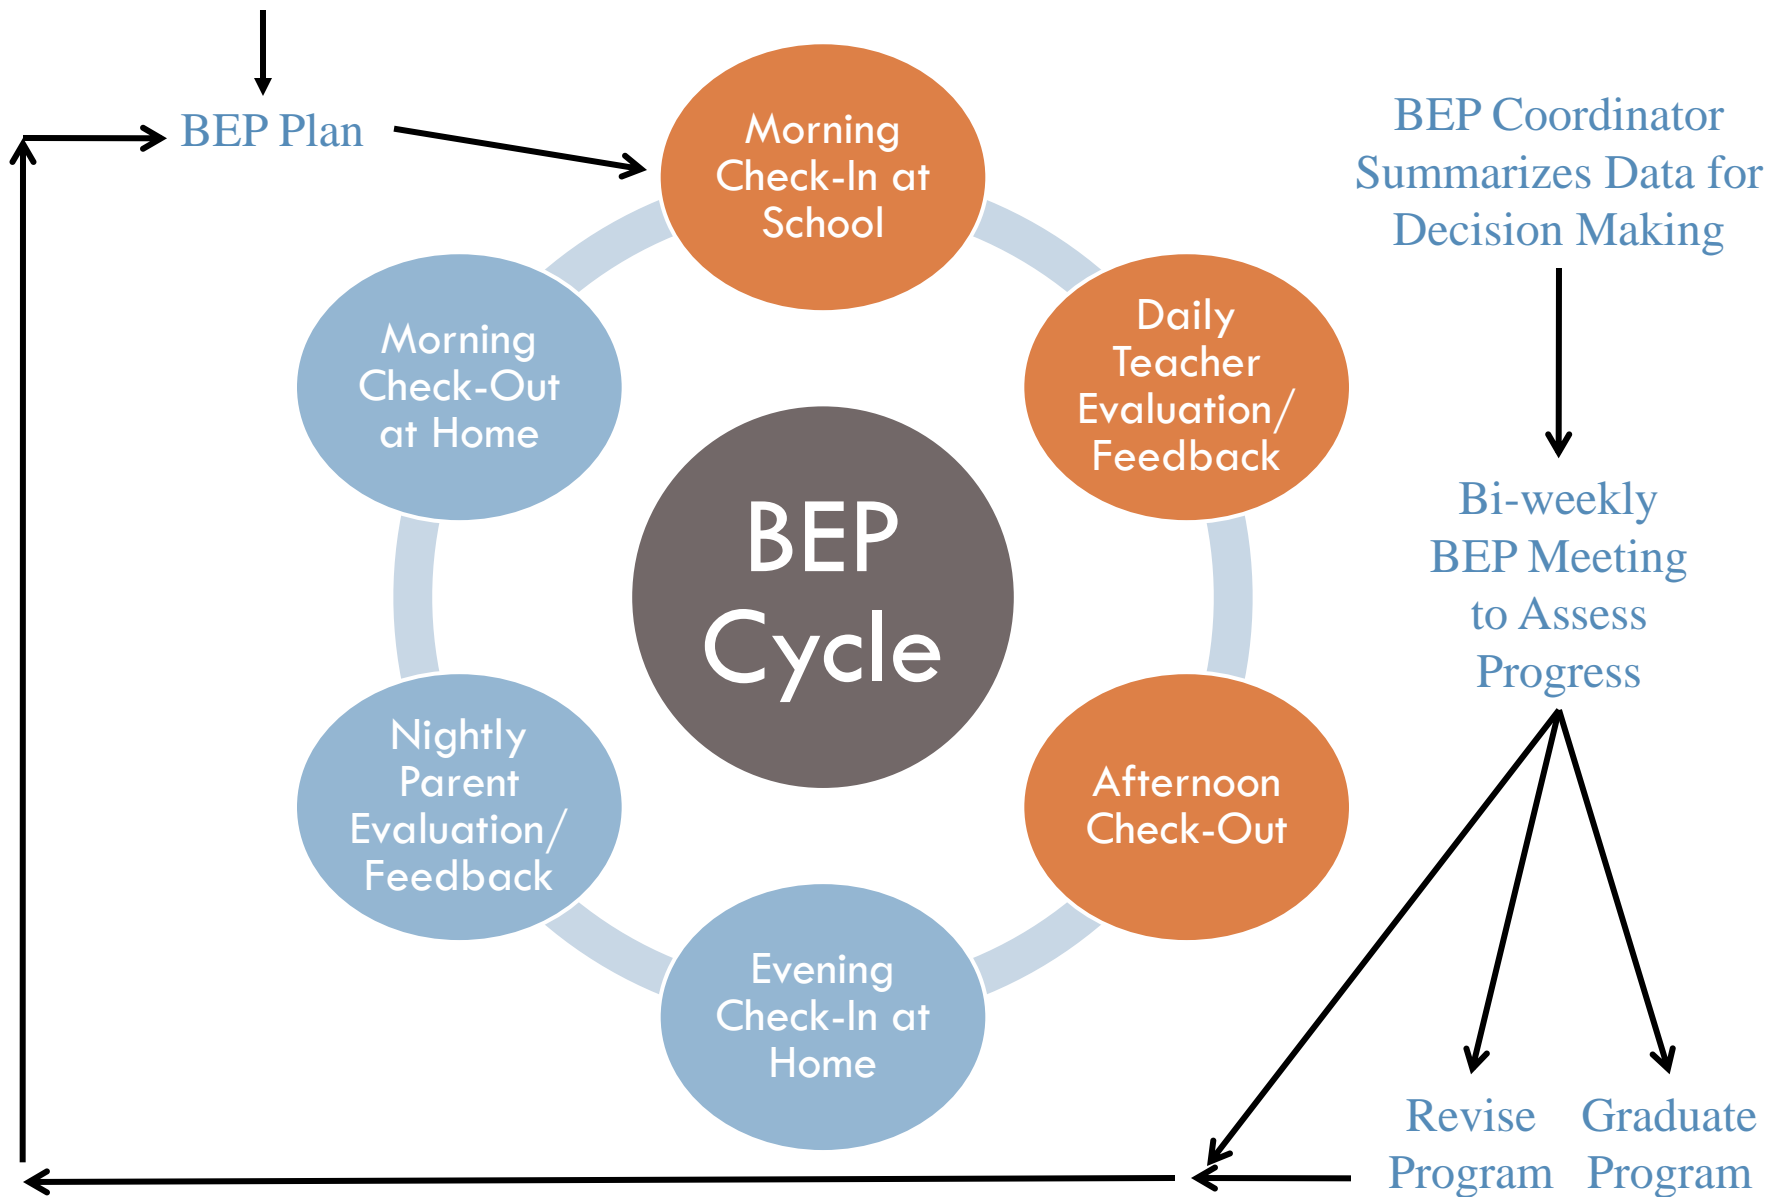 BEP Plan
Morning
Check-In at
School
Daily
Teacher
Evaluation/
Feedback
Afternoon
Check-Out
Evening
Check-In at
Home
Nightly
Parent
Evaluation/
Feedback
Morning
Check-Out
at Home
BEP
Cycle
BEP Coordinator
Summarizes Data for
Decision Making
Bi-weekly
BEP Meeting
to Assess
Progress
Revise
Program
Graduate
Program